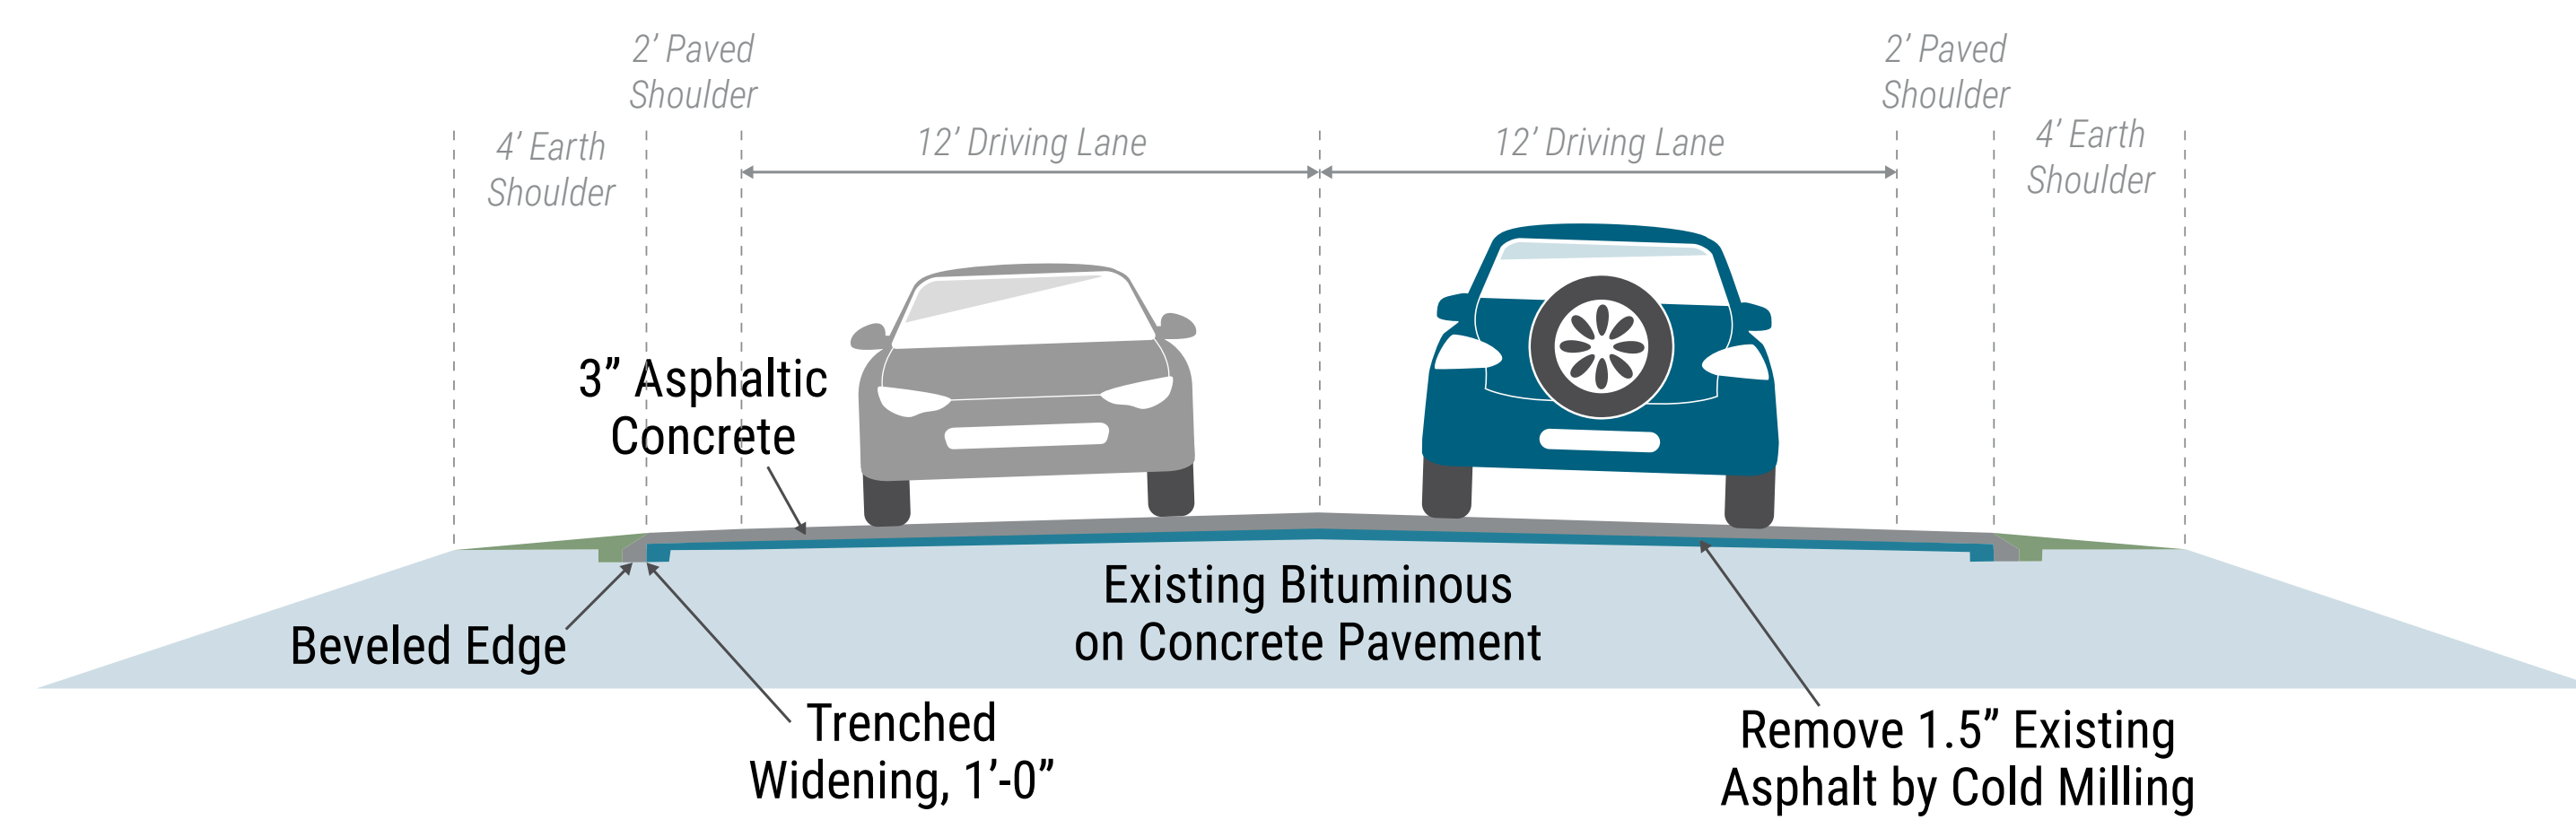 2’ Paved
Shoulder
2’ Paved
Shoulder
4’ Earth
Shoulder
12’ Driving Lane
12’ Driving Lane
4’ Earth
Shoulder
3” Asphaltic
Concrete
Existing Bituminous
on Concrete Pavement
Beveled Edge
Trenched
Widening, 1’-0”
Remove 1.5” Existing
Asphalt by Cold Milling